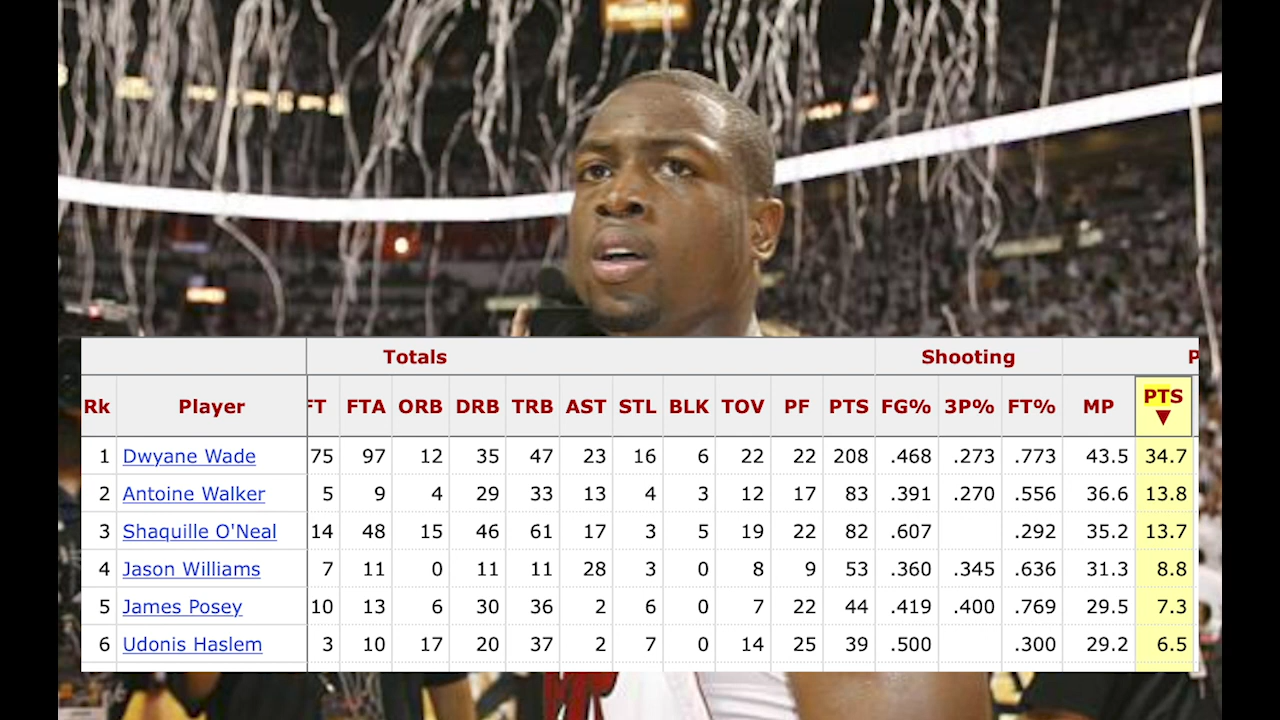 Totals Shooting P
Rk Player FT FTA ORB DRB TRB AST STL BLK TOV PF PTS FG% 3P% FT% MP PTS ▼
1 Dwyane Wade 75 97 12 35 47 23 16 6 22 22 208 .468 .273 .773 43.5 34.7
2 Antoine Walker 5 9 4 29 33 13 4 3 12 17 83 .391 .270 .556 36.6 13.8
3 Shaquille O'Neal 14 48 15 46 61 17 3 5 19 22 82 .607 .292 35.2 13.7
4 Jason Williams 7 11 0 11 11 28 3 0 8 9 53 .360 .345 .636 31.3 8.8
5 James Posey 10 13 6 30 36 2 6 0 7 22 44 .419 .400 .769 29.5 7.3
6 Udonis Haslem 3 10 17 20 37 2 7 0 14 25 39 .500 .300 29.2 6.5